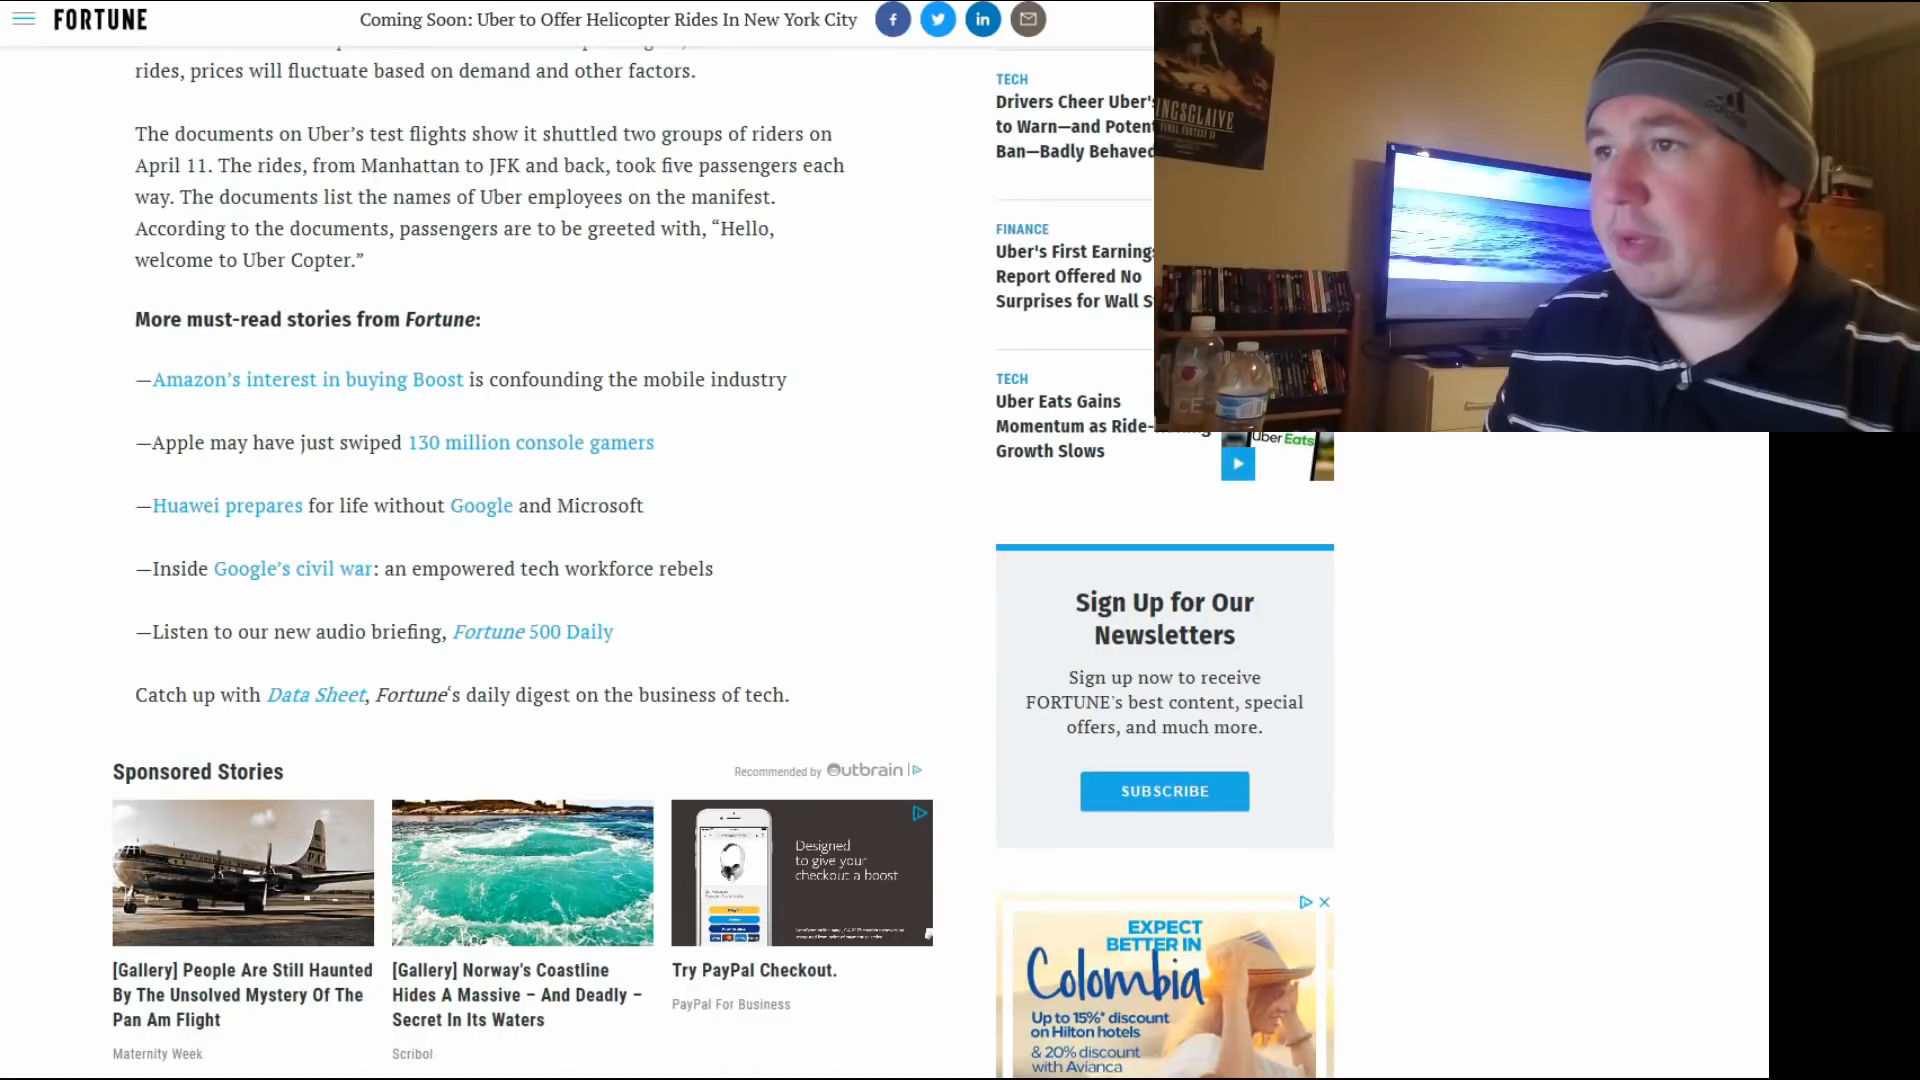 FORTUNE
Coming Soon: Uber to Offer Helicopter Rides In New York City
rides, prices will fluctuate based on demand and other factors.
The documents on Uber’s test flights show it shuttled two groups of riders on
April 11. The rides, from Manhattan to JFK and back, took five passengers each
way. The documents list the names of Uber employees on the manifest.
According to the documents, passengers are to be greeted with, “Hello,
welcome to Uber Copter.”
More must-read stories from Fortune:
—Amazon’s interest in buying Boost is confounding the mobile industry
—Apple may have just swiped 130 million console gamers
—Huawei prepares for life without Google and Microsoft
—Inside Google’s civil war: an empowered tech workforce rebels
—Listen to our new audio briefing, Fortune 500 Daily
Catch up with Data Sheet, Fortune‘s daily digest on the business of tech.
Sponsored Stories
Recommended by Outbrain
PAN AMERICAN
Designed
to give your
checkout a boost
[Gallery] People Are Still Haunted
By The Unsolved Mystery Of The
Pan Am Flight
Maternity Week
[Gallery] Norway's Coastline
Hides A Massive – And Deadly –
Secret In Its Waters
Scribol
Try PayPal Checkout.
PayPal For Business
TECH
Drivers Cheer Uber's
to Warn—and Poten
Ban—Badly Behaved
FINANCE
Uber's First Earning
Report Offered No
Surprises for Wall S
TECH
Uber Eats Gains
Momentum as Ride-
Growth Slows
Uber Eats
Sign Up for Our
Newsletters
Sign up now to receive
FORTUNE's best content, special
offers, and much more.
SUBSCRIBE
EXPECT
BETTER IN
Colombia
Up to 15%* discount
on Hilton hotels
& 20% discount
with Avianca
INGSGLAIVE
FINAL FANTASY XV
adidas
ICE